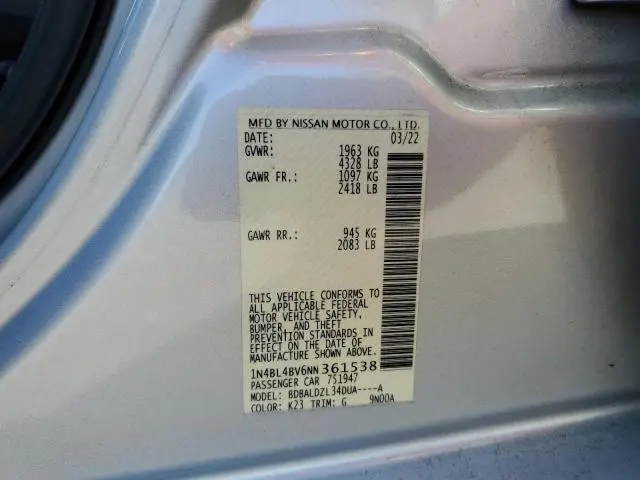 MFD BY NISSAN MOTOR CO., LTD.
DATE: 03/22
GVWR: 1963 KG
4328 LB
GAWR FR.: 1097 KG
2418 LB
GAWR RR.: 945 KG
2083 LB
THIS VEHICLE CONFORMS TO
ALL APPLICABLE FEDERAL
MOTOR VEHICLE SAFETY,
BUMPER, AND THEFT
PREVENTION STANDARDS IN
EFFECT ON THE DATE OF
MANUFACTURE SHOWN ABOVE.
1N4BL4BV6NN361538
PASSENGER CAR 751947
MODEL: BDBALDZL34DUA----A
COLOR: K23 TRIM: G 9N00A